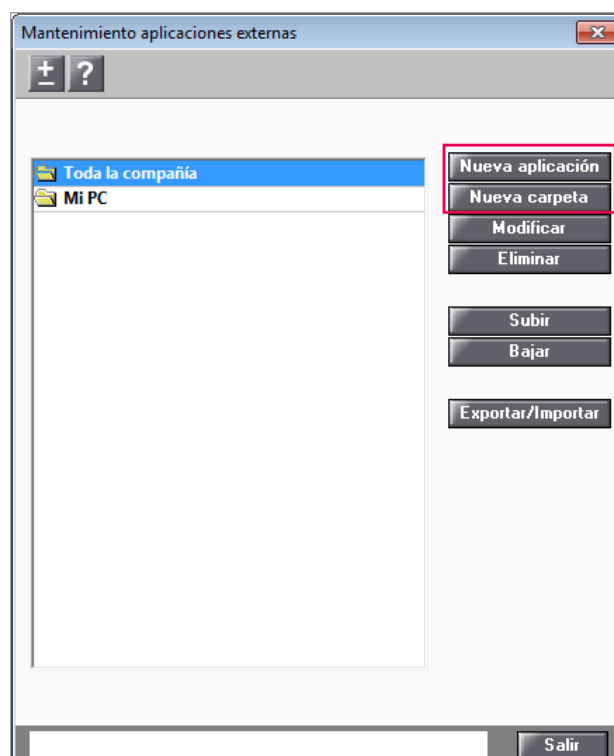 Mantenimiento aplicaciones externas
± ?
Toda la compañía
Mi PC
Nueva aplicación
Nueva carpeta
Modificar
Eliminar
Subir
Bajar
Exportar/Importar
Salir